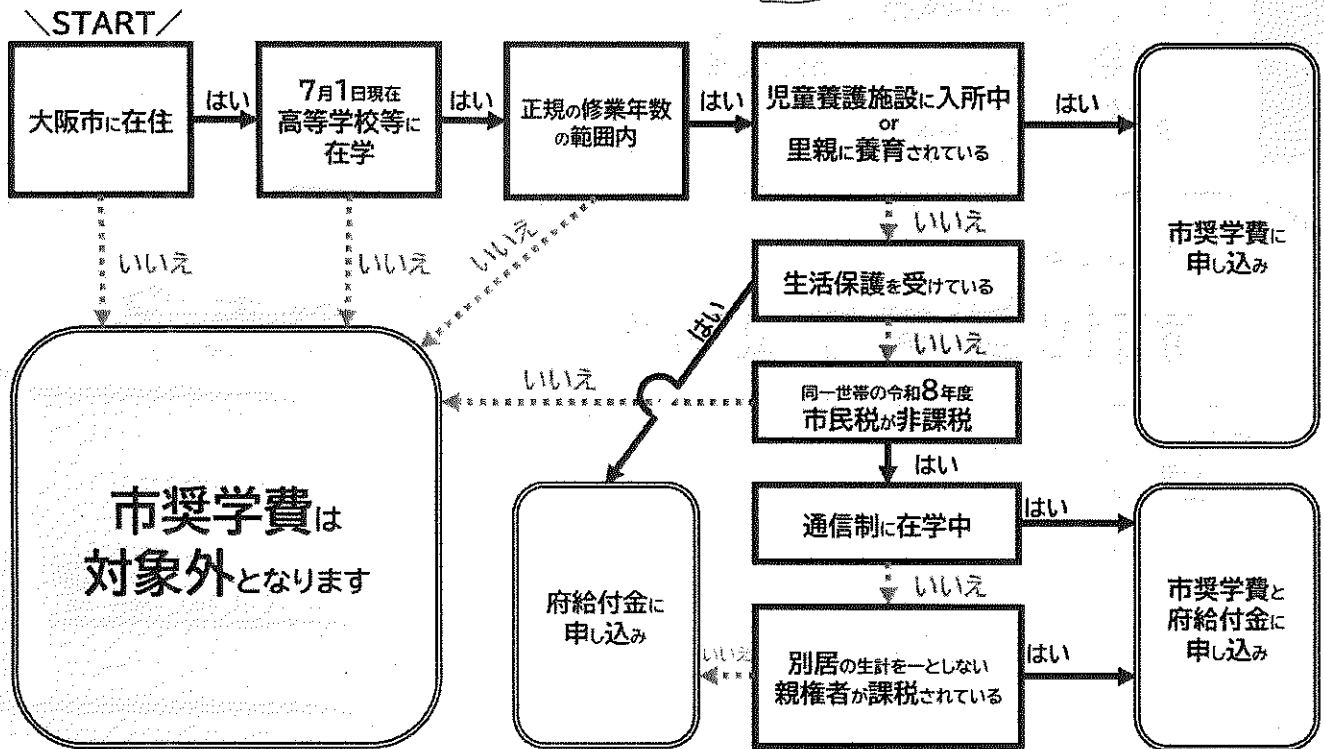 ＼START／
大阪市に在住
はい
7月1日現在
高等学校等に
在学
はい
正規の修業年数
の範囲内
はい
児童養護施設に入所中
or
里親に養育されている
はい
市奨学費に
申し込み
いいえ
いいえ
いいえ
いいえ
生活保護を受けている
はい
いいえ
いいえ
同一世帯の令和8年度
市民税が非課税
はい
市奨学費は
対象外となります
府給付金に
申し込み
通信制に在学中
はい
いいえ
市奨学費と
府給付金に
申し込み
いいえ
別居の生計を一としない
親権者が課税されている
はい